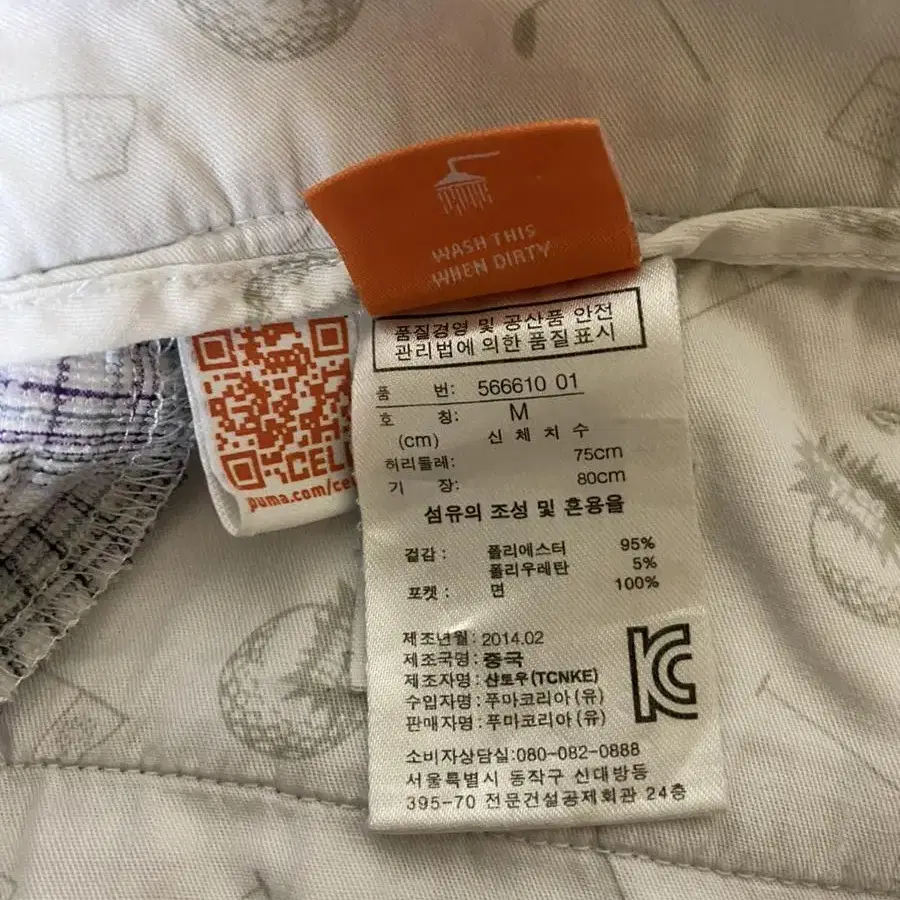 WASH THIS
WHEN DIRTY
품질경영 및 공산품 안전
관리법에 의한 품질표시
품 번: 566610 01
호 칭: M
(cm) 신 체 치 수
허리둘레: 75cm
기 장: 80cm
섬유의 조성 및 혼용율
겉감 : 폴리에스터 95%
폴리우레탄 5%
포켓 : 면 100%
제조년월 : 2014.02
제조국명 : 중국
제조자명 : 산토우(TCNKE)
수입자명 : 푸마코리아 (유)
판매자명 : 푸마코리아 (유)
소비자상담실:080-082-0888
서울특별시 동작구 신대방동
395-70 전문건설공제회관 24층